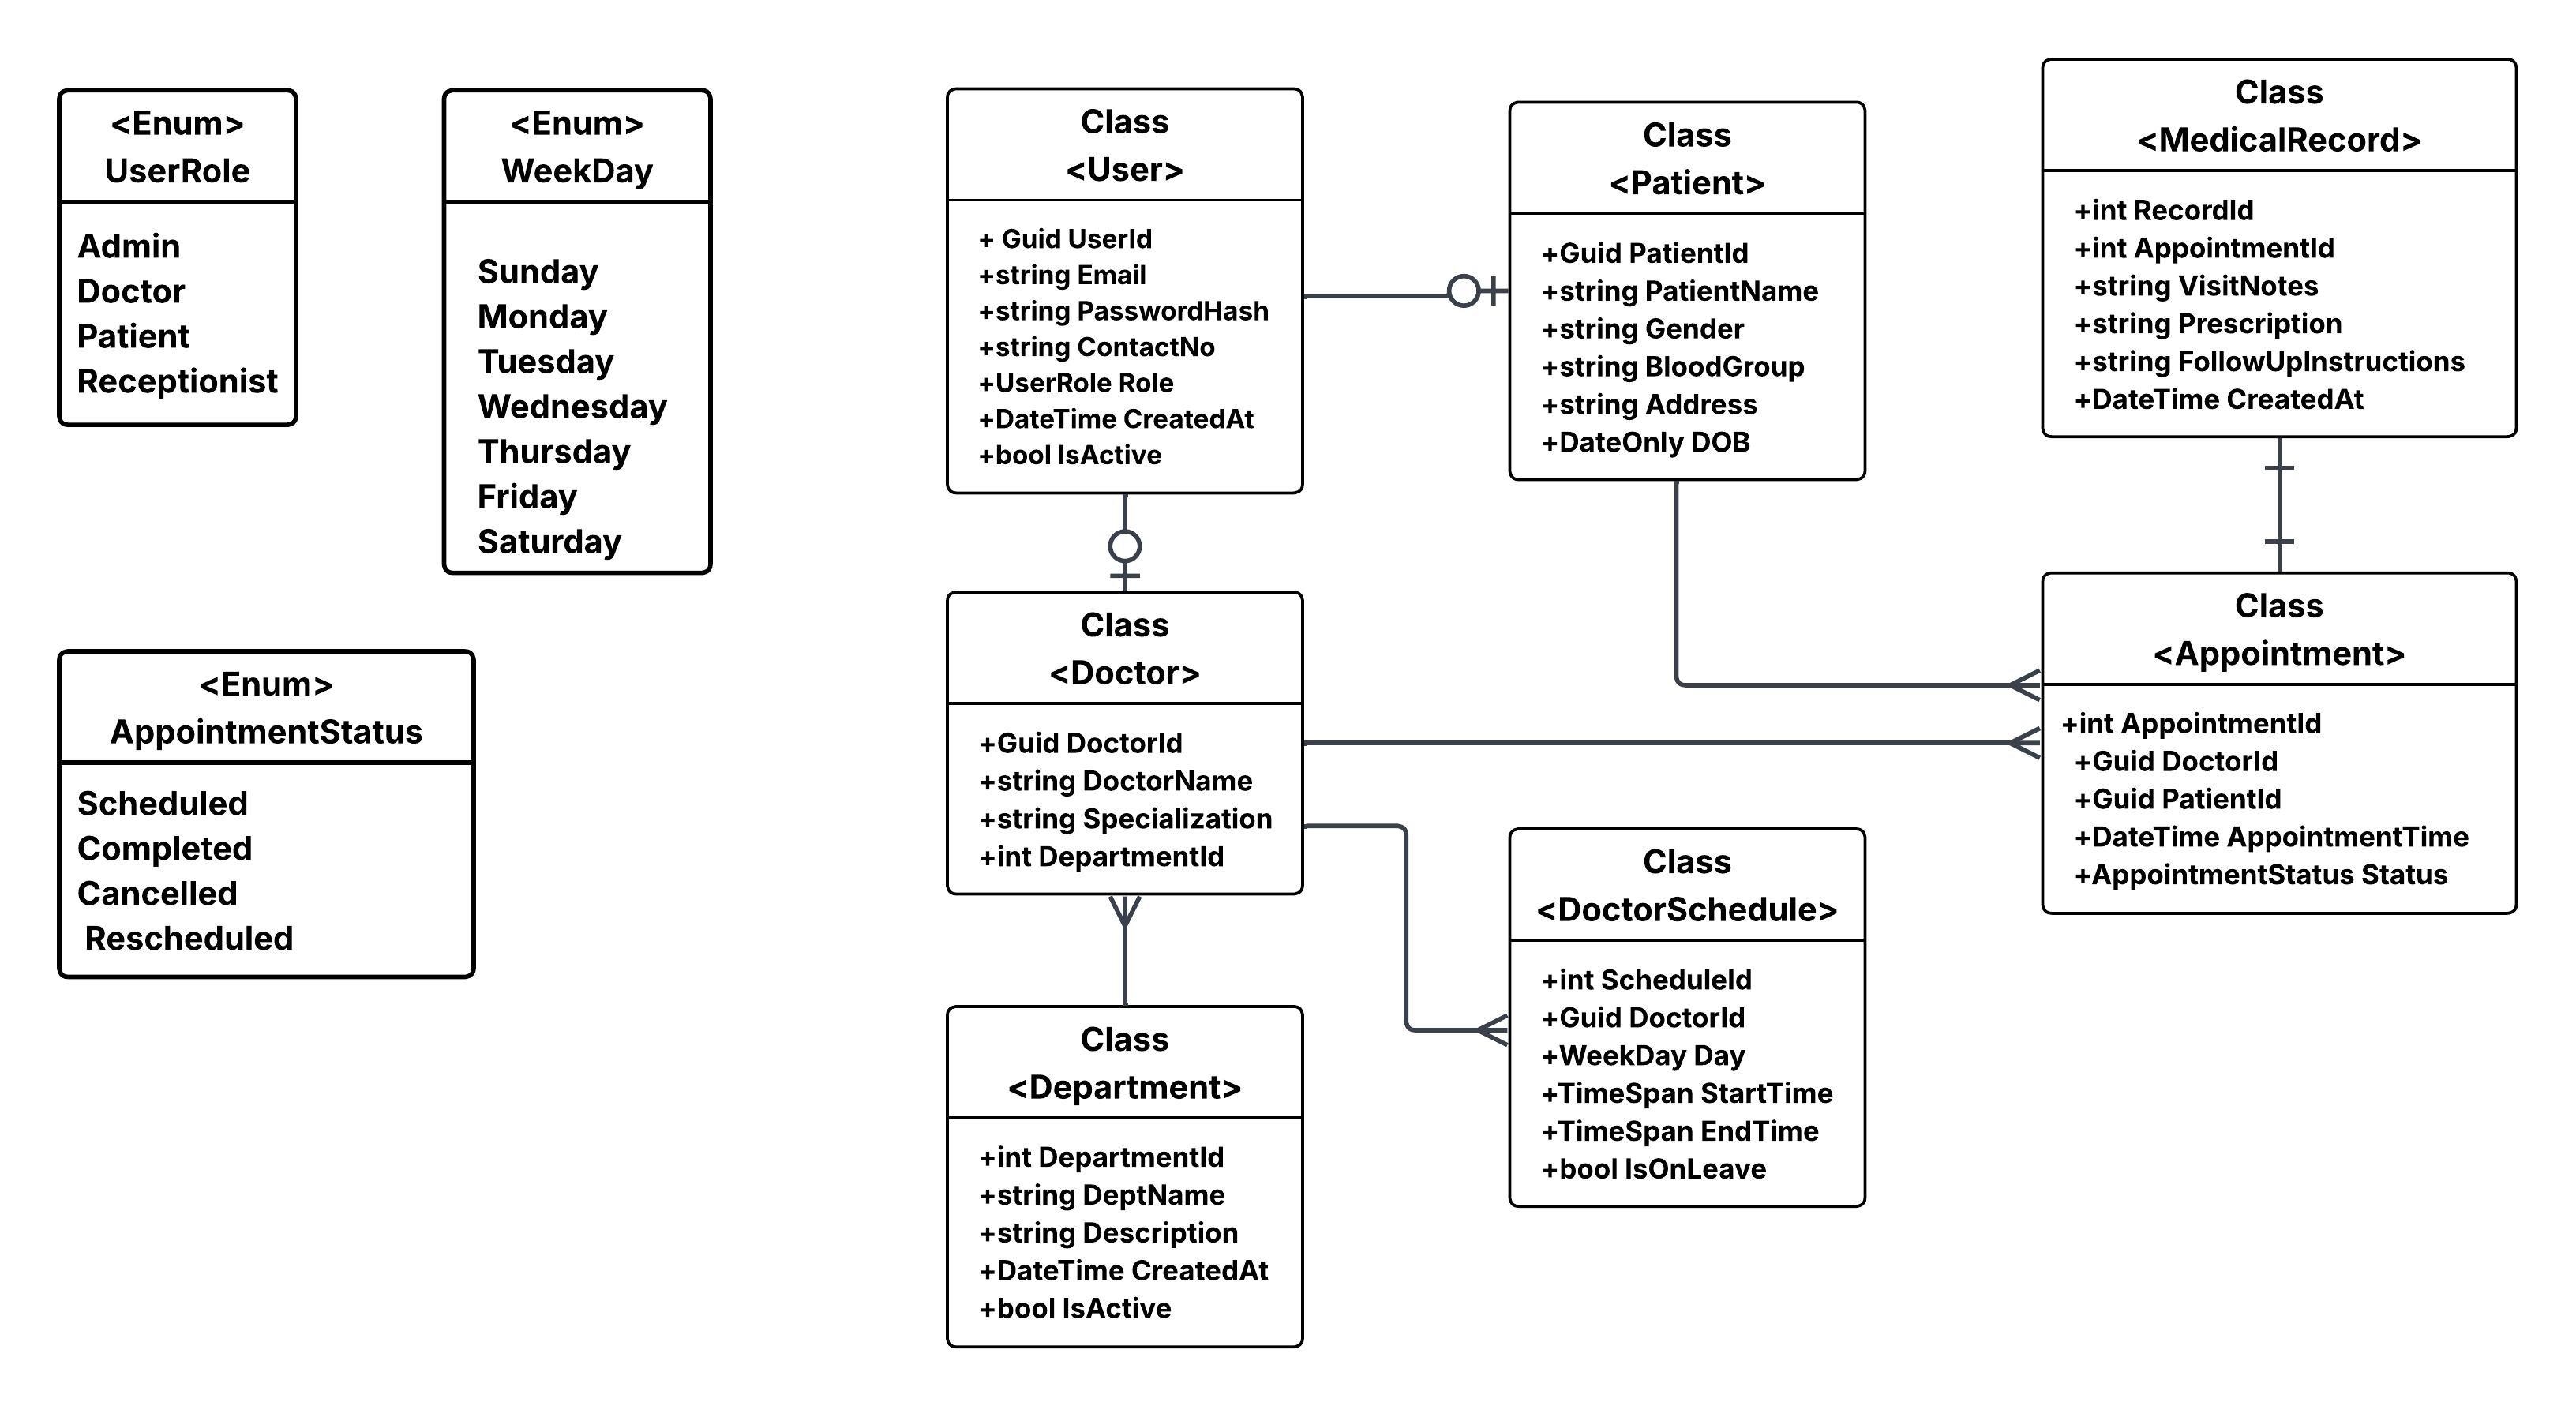 <Enum>
UserRole
Admin
Doctor
Patient
Receptionist
<Enum>
WeekDay
Sunday
Monday
Tuesday
Wednesday
Thursday
Friday
Saturday
<Enum>
AppointmentStatus
Scheduled
Completed
Cancelled
Rescheduled
Class
<User>
+ Guid UserId
+string Email
+string PasswordHash
+string ContactNo
+UserRole Role
+DateTime CreatedAt
+bool IsActive
Class
<Patient>
+Guid PatientId
+string PatientName
+string Gender
+string BloodGroup
+string Address
+DateOnly DOB
Class
<MedicalRecord>
+int RecordId
+int AppointmentId
+string VisitNotes
+string Prescription
+string FollowUpInstructions
+DateTime CreatedAt
Class
<Doctor>
+Guid DoctorId
+string DoctorName
+string Specialization
+int DepartmentId
Class
<Appointment>
+int AppointmentId
+Guid DoctorId
+Guid PatientId
+DateTime AppointmentTime
+AppointmentStatus Status
Class
<DoctorSchedule>
+int ScheduleId
+Guid DoctorId
+WeekDay Day
+TimeSpan StartTime
+TimeSpan EndTime
+bool IsOnLeave
Class
<Department>
+int DepartmentId
+string DeptName
+string Description
+DateTime CreatedAt
+bool IsActive